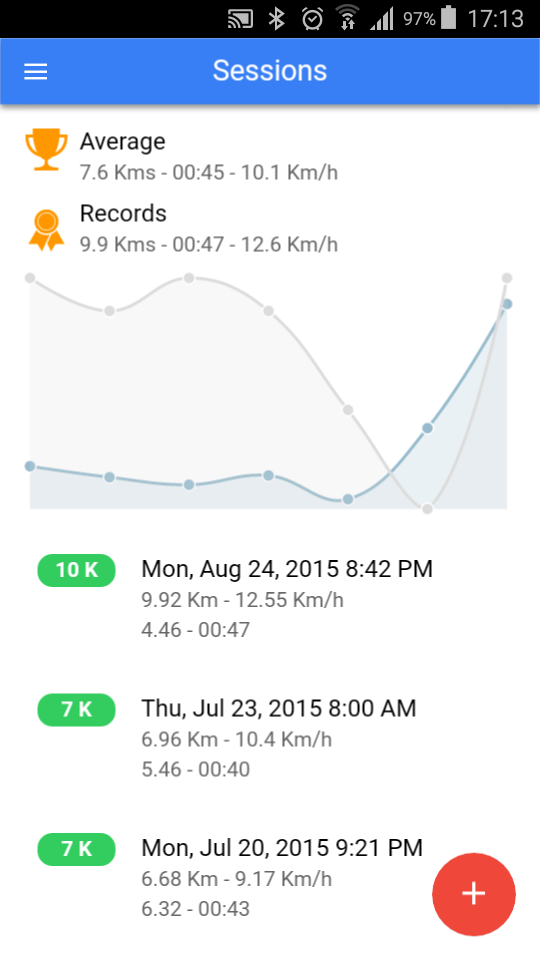 97% 17:13
Sessions
Average
7.6 Kms - 00:45 - 10.1 Km/h
Records
9.9 Kms - 00:47 - 12.6 Km/h
10 K
Mon, Aug 24, 2015 8:42 PM
9.92 Km - 12.55 Km/h
4.46 - 00:47
7 K
Thu, Jul 23, 2015 8:00 AM
6.96 Km - 10.4 Km/h
5.46 - 00:40
7 K
Mon, Jul 20, 2015 9:21 PM
6.68 Km - 9.17 Km/h
6.32 - 00:43
+